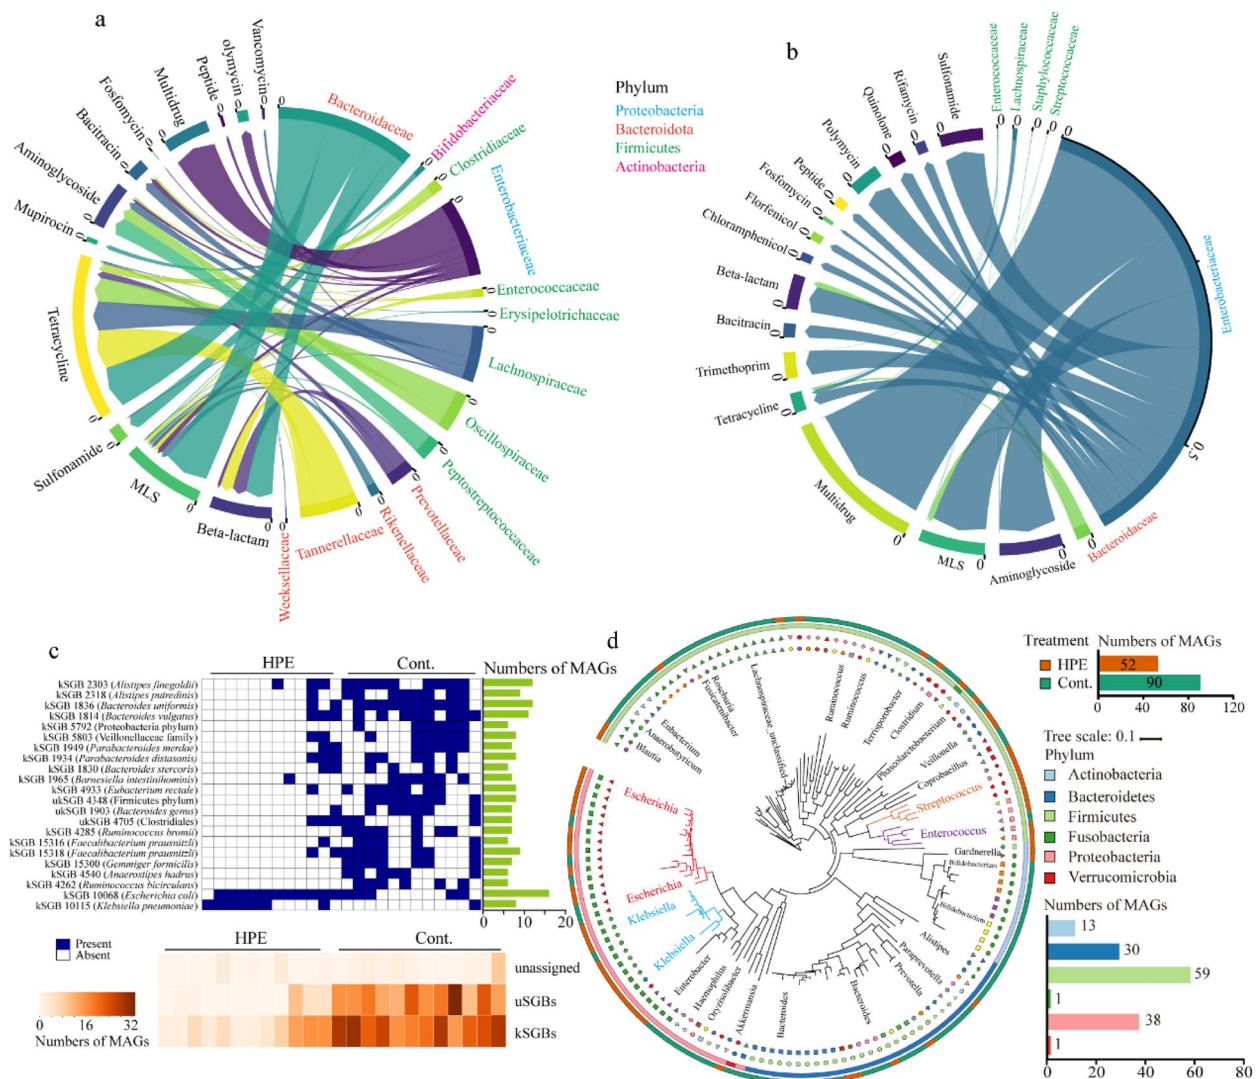 a
Vancomycin
olymycin
Peptide
Multidrug
Fosfomycin
Bacitracin
Aminoglycoside
Mupirocin
Tetracycline
Sulfonamide
MLS
Beta-lactam
Bacteroidaceae
Bifidobacteriaceae
Clostridiaceae
Enterobacteriaceae
Enterococcaceae
Erysipelotrichaceae
Lachnospiraceae
Oscillospiraceae
Peptostreptococcaceae
Prevotellaceae
Rikenellaceae
Tannerellaceae
Weeksellaceae
Phylum
Proteobacteria
Bacteroidota
Firmicutes
Actinobacteria
b
Enterococcaceae
Lachnospiraceae
Staphylococcaceae
Streptococcaceae
Sulfonamide
Rifamycin
Quinolone
Polymycin
Peptide
Fosfomycin
Florfenicol
Chloramphenicol
Beta-lactam
Bacitracin
Trimethoprim
Tetracycline
Multidrug
MLS
Aminoglycoside
Bacteroidaceae
Enterobacteriaceae
0.5
c
HPE Cont. Numbers of MAGs
kSGB 2303 (Alistipes finegoldii)
kSGB 2318 (Alistipes putredinis)
kSGB 1836 (Bacteroides uniformis)
kSGB 1814 (Bacteroides vulgatus)
kSGB 5792 (Proteobacteria phylum)
kSGB 5803 (Veillonellaceae family)
kSGB 1949 (Parabacteroides merdae)
kSGB 1934 (Parabacteroides distasonis)
kSGB 1830 (Bacteroides stercoris)
kSGB 1965 (Barnesiella intestinihominis)
kSGB 4933 (Eubacterium rectale)
ukSGB 4348 (Firmicutes phylum)
ukSGB 1903 (Bacteroides genus)
ukSGB 4705 (Clostridiales)
kSGB 4285 (Ruminococcus bromii)
kSGB 15316 (Faecalibacterium prausnitzli)
kSGB 15318 (Faecalibacterium prausnitzli)
kSGB 15300 (Gemmiger formicilis)
kSGB 4540 (Anaerostipes hadrus)
kSGB 4262 (Ruminococcus bicirculans)
kSGB 10068 (Escherichia coli)
kSGB 10115 (Klebsiella pneumoniae)
0 10 20
Present
Absent
HPE Cont.
unassigned
uSGBs
kSGBs
0 16 32
Numbers of MAGs
d
Blautia
Anaerobutyricum
Eubacterium
Fusicatenibacter
Roseburia
Lachnospiraceae_unclassified
Ruminococcus
Ruminococcus
Terrisporobacter
Clostridium
Phascolarctobacterium
Veillonella
Coprobacillus
Streptococcus
Enterococcus
Gardnerella
Bifidobacterium
Bifidobacterium
Alistipes
Paraprevotella
Prevotella
Bacteroides
Bacteroides
Akkermansia
Oryzisolibacter
Haemophilus
Enterobacter
Klebsiella
Klebsiella
Escherichia
Escherichia
Treatment Numbers of MAGs
HPE 52
Cont. 90
0 40 80 120
Tree scale: 0.1
Phylum
Actinobacteria
Bacteroidetes
Firmicutes
Fusobacteria
Proteobacteria
Verrucomicrobia
Numbers of MAGs
13
30
59
1
38
1
0 20 40 60 80